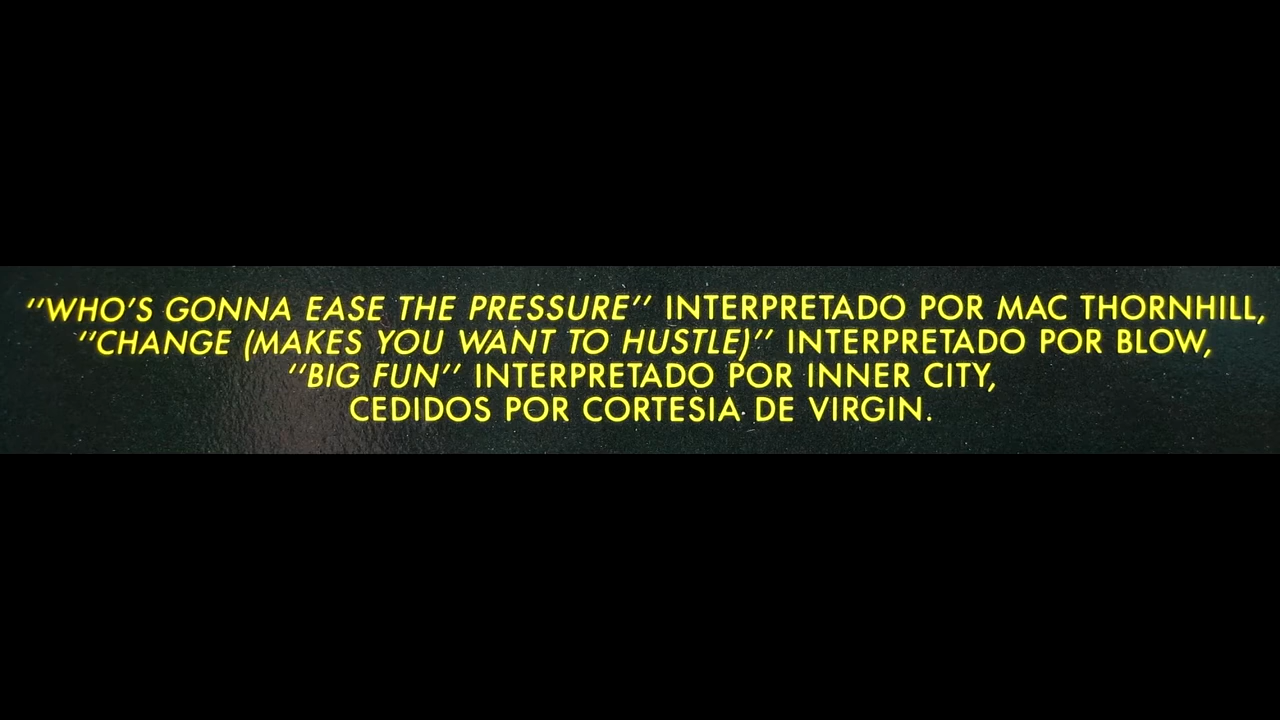 ''WHO'S GONNA EASE THE PRESSURE'' INTERPRETADO POR MAC THORNHILL,
''CHANGE (MAKES YOU WANT TO HUSTLE)'' INTERPRETADO POR BLOW,
''BIG FUN'' INTERPRETADO POR INNER CITY,
CEDIDOS POR CORTESIA DE VIRGIN.